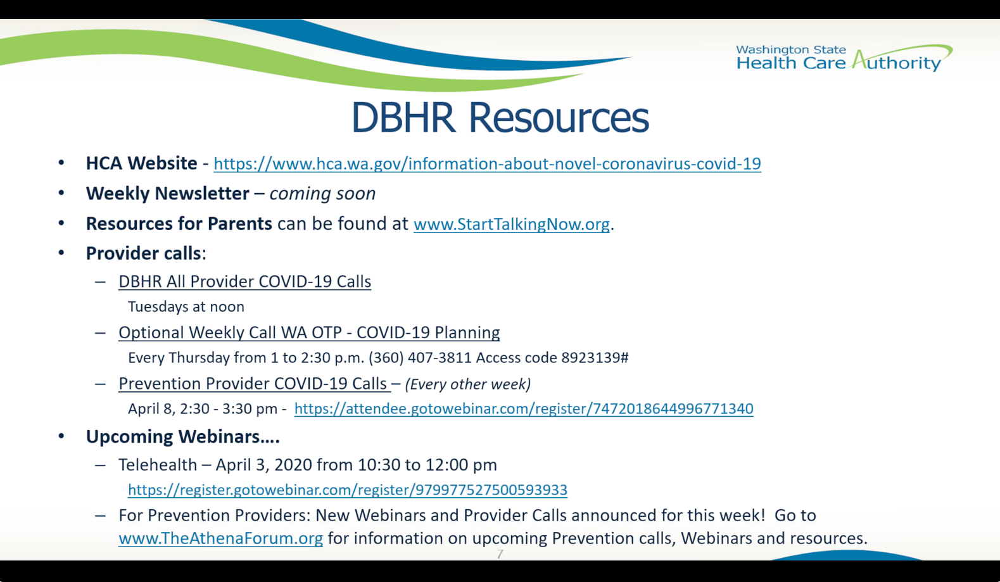 Washington State
Health Care Authority
DBHR Resources
• HCA Website - https://www.hca.wa.gov/information-about-novel-coronavirus-covid-19
• Weekly Newsletter – coming soon
• Resources for Parents can be found at www.StartTalkingNow.org.
• Provider calls:
– DBHR All Provider COVID-19 Calls
Tuesdays at noon
– Optional Weekly Call WA OTP - COVID-19 Planning
Every Thursday from 1 to 2:30 p.m. (360) 407-3811 Access code 8923139#
– Prevention Provider COVID-19 Calls – (Every other week)
April 8, 2:30 - 3:30 pm - https://attendee.gotowebinar.com/register/7472018644996771340
• Upcoming Webinars....
– Telehealth – April 3, 2020 from 10:30 to 12:00 pm
https://register.gotowebinar.com/register/979977527500593933
– For Prevention Providers: New Webinars and Provider Calls announced for this week! Go to
www.TheAthenaForum.org for information on upcoming Prevention calls, Webinars and resources.
7